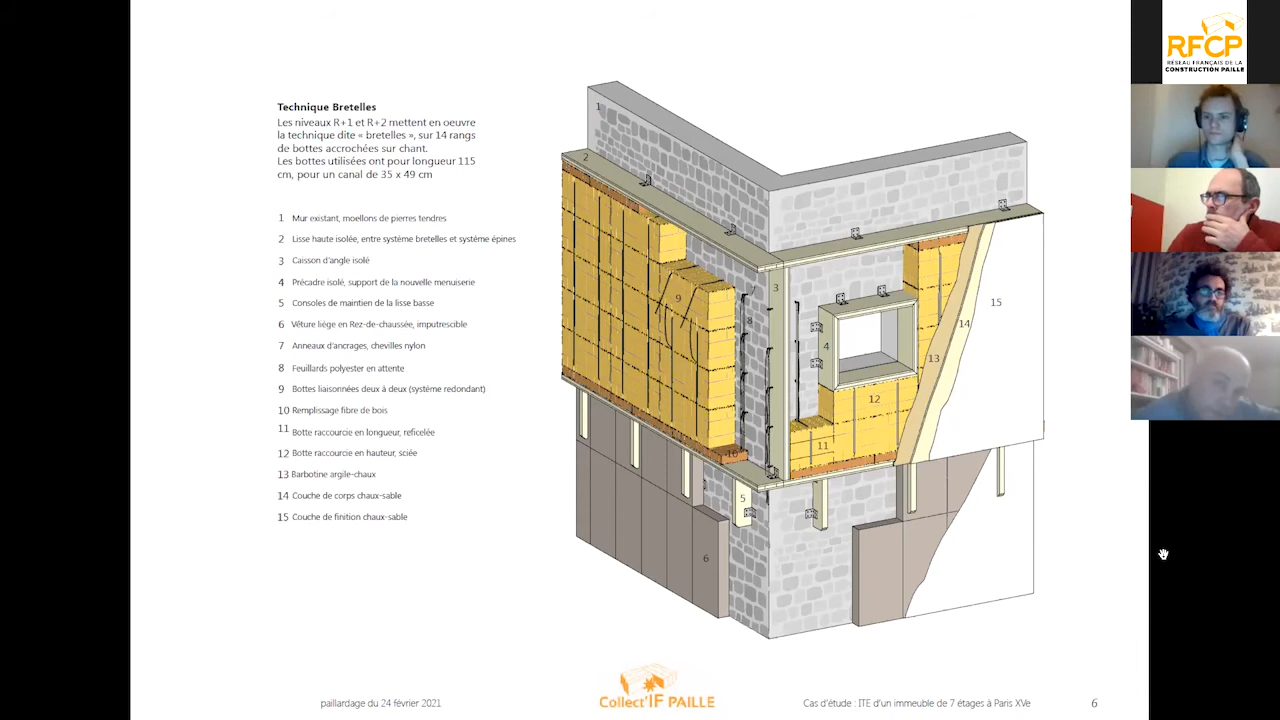 Technique Bretelles
Les niveaux R+1 et R+2 mettent en oeuvre
la technique dite « bretelles », sur 14 rangs
de bottes accrochées sur chant.
Les bottes utilisées ont pour longueur 115
cm, pour un canal de 35 x 49 cm
1 Mur existant, moellons de pierres tendres
2 Lisse haute isolée, entre système bretelles et système épines
3 Caisson d'angle isolé
4 Précadre isolé, support de la nouvelle menuiserie
5 Consoles de maintien de la lisse basse
6 Vêture liège en Rez-de-chaussée, imputrescible
7 Anneaux d'ancrages, chevilles nylon
8 Feuillards polyester en attente
9 Bottes liaisonnées deux à deux (système redondant)
10 Remplissage fibre de bois
11 Botte raccourcie en longueur, reficelée
12 Botte raccourcie en hauteur, sciée
13 Barbotine argile-chaux
14 Couche de corps chaux-sable
15 Couche de finition chaux-sable
1
2
3
9
8
4
15
14
13
12
11
10
5
6
RFCP
RÉSEAU FRANÇAIS DE LA
CONSTRUCTION PAILLE
paillardage du 24 février 2021
Collect'IF PAILLE
Cas d'étude : ITE d'un immeuble de 7 étages à Paris XVe
6